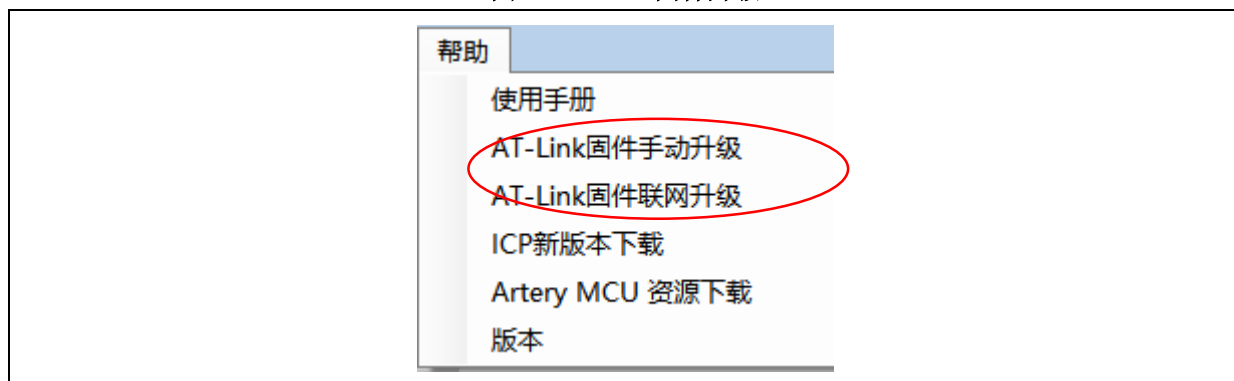 帮助
使用手册
AT-Link固件手动升级
AT-Link固件联网升级
ICP新版本下载
Artery MCU 资源下载
版本